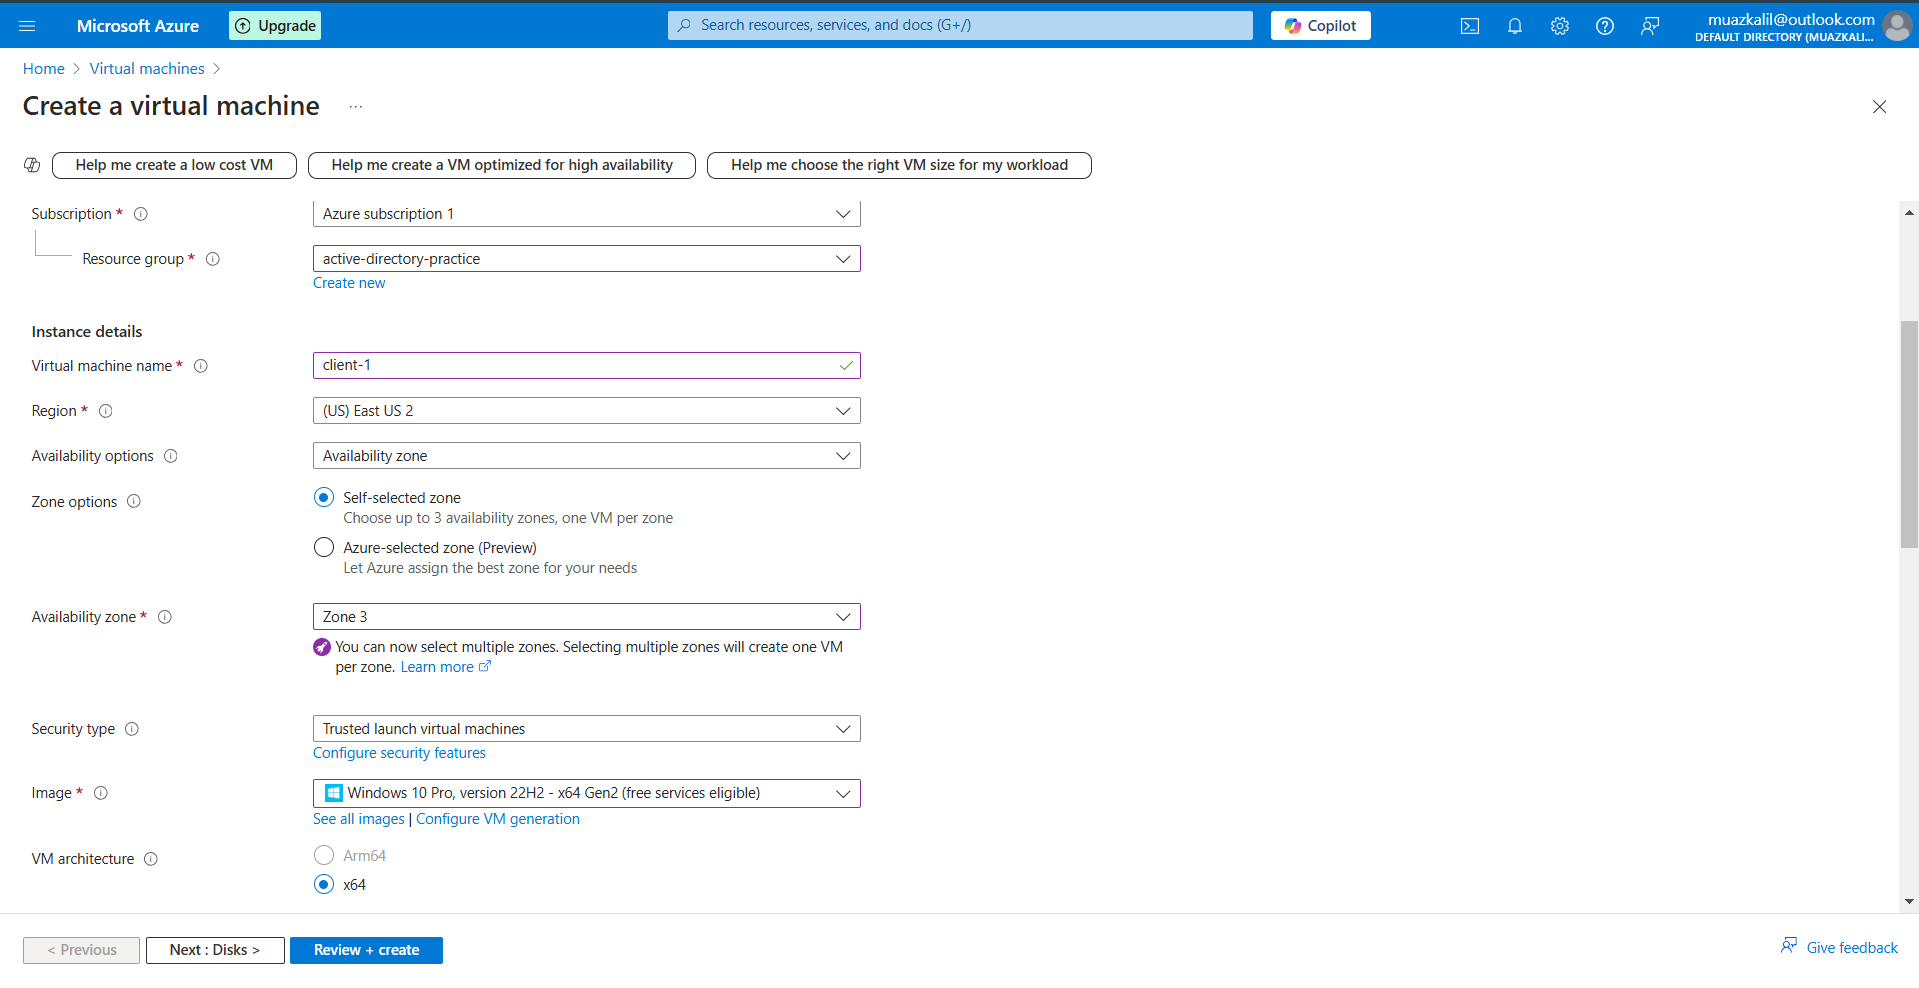 Microsoft Azure
Upgrade
Search resources, services, and docs (G+/)
Copilot
muazkalil@outlook.com
DEFAULT DIRECTORY (MUAZKALI...
Home > Virtual machines >
Create a virtual machine ...
Help me create a low cost VM
Help me create a VM optimized for high availability
Help me choose the right VM size for my workload
Subscription *
Azure subscription 1
Resource group *
active-directory-practice
Create new
Instance details
Virtual machine name *
client-1
Region *
(US) East US 2
Availability options
Availability zone
Zone options
Self-selected zone
Choose up to 3 availability zones, one VM per zone
Azure-selected zone (Preview)
Let Azure assign the best zone for your needs
Availability zone *
Zone 3
You can now select multiple zones. Selecting multiple zones will create one VM
per zone. Learn more
Security type
Trusted launch virtual machines
Configure security features
Image *
Windows 10 Pro, version 22H2 - x64 Gen2 (free services eligible)
See all images | Configure VM generation
VM architecture
Arm64
x64
< Previous
Next : Disks >
Review + create
Give feedback